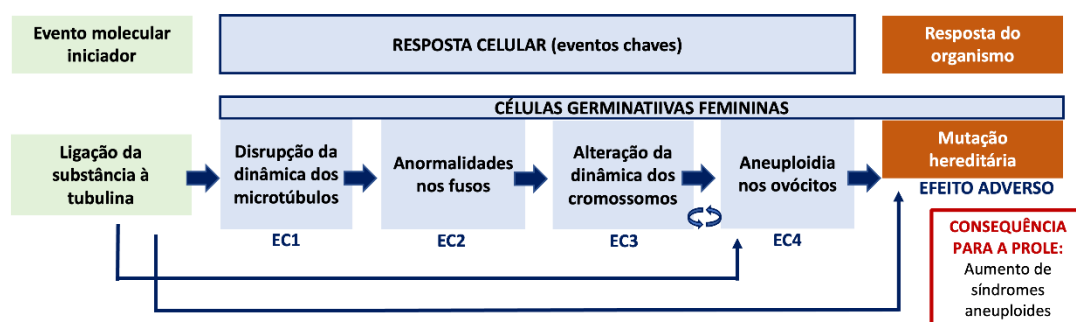 Evento molecular
iniciador
RESPOSTA CELULAR (eventos chaves)
Resposta do
organismo
CÉLULAS GERMINATIIVAS FEMININAS
Ligação da
substância à
tubulina
Disrupção da
dinâmica dos
microtúbulos
Anormalidades
nos fusos
Alteração da
dinâmica dos
cromossomos
Aneuploidia
nos ovócitos
Mutação
hereditária
EFEITO ADVERSO
EC1
EC2
EC3
EC4
CONSEQUÊNCIA
PARA A PROLE:
Aumento de
síndromes
aneuploides